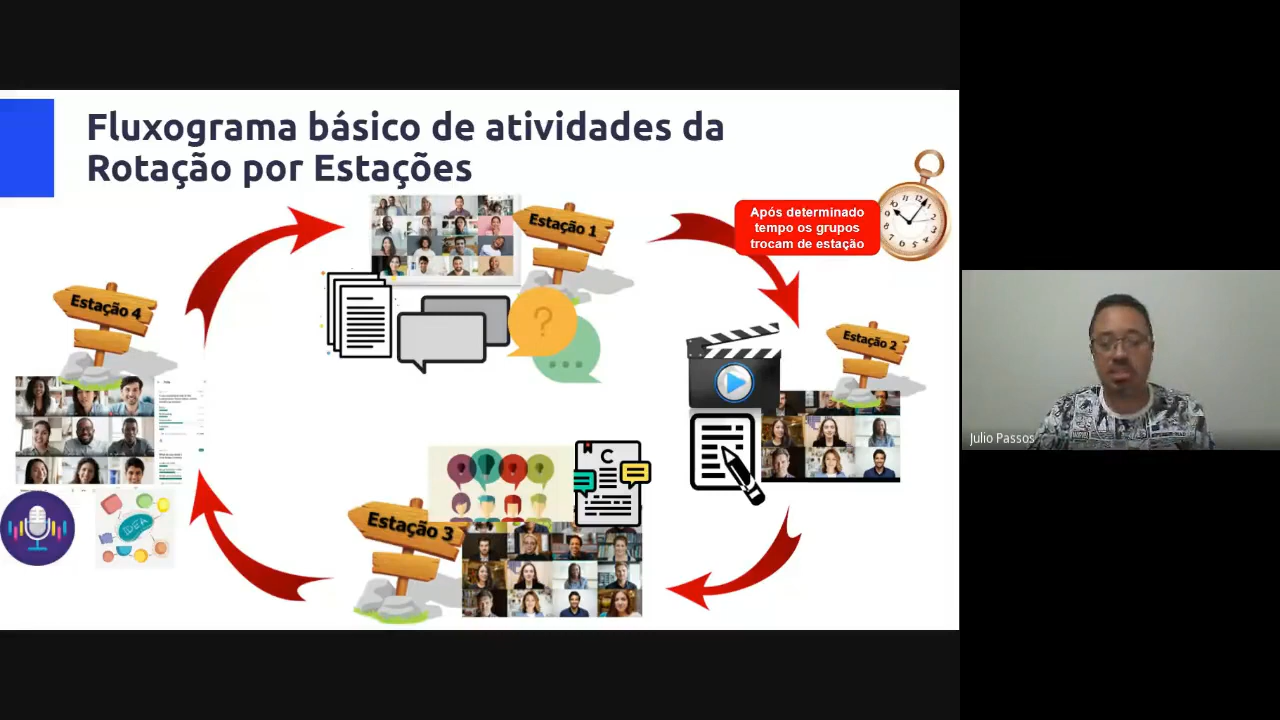 Fluxograma básico de atividades da
Rotação por Estações
Após determinado
tempo os grupos
trocam de estação
Estação 1
Estação 4
Estação 2
?
C
Estação 3
IDEA
Julio Passos